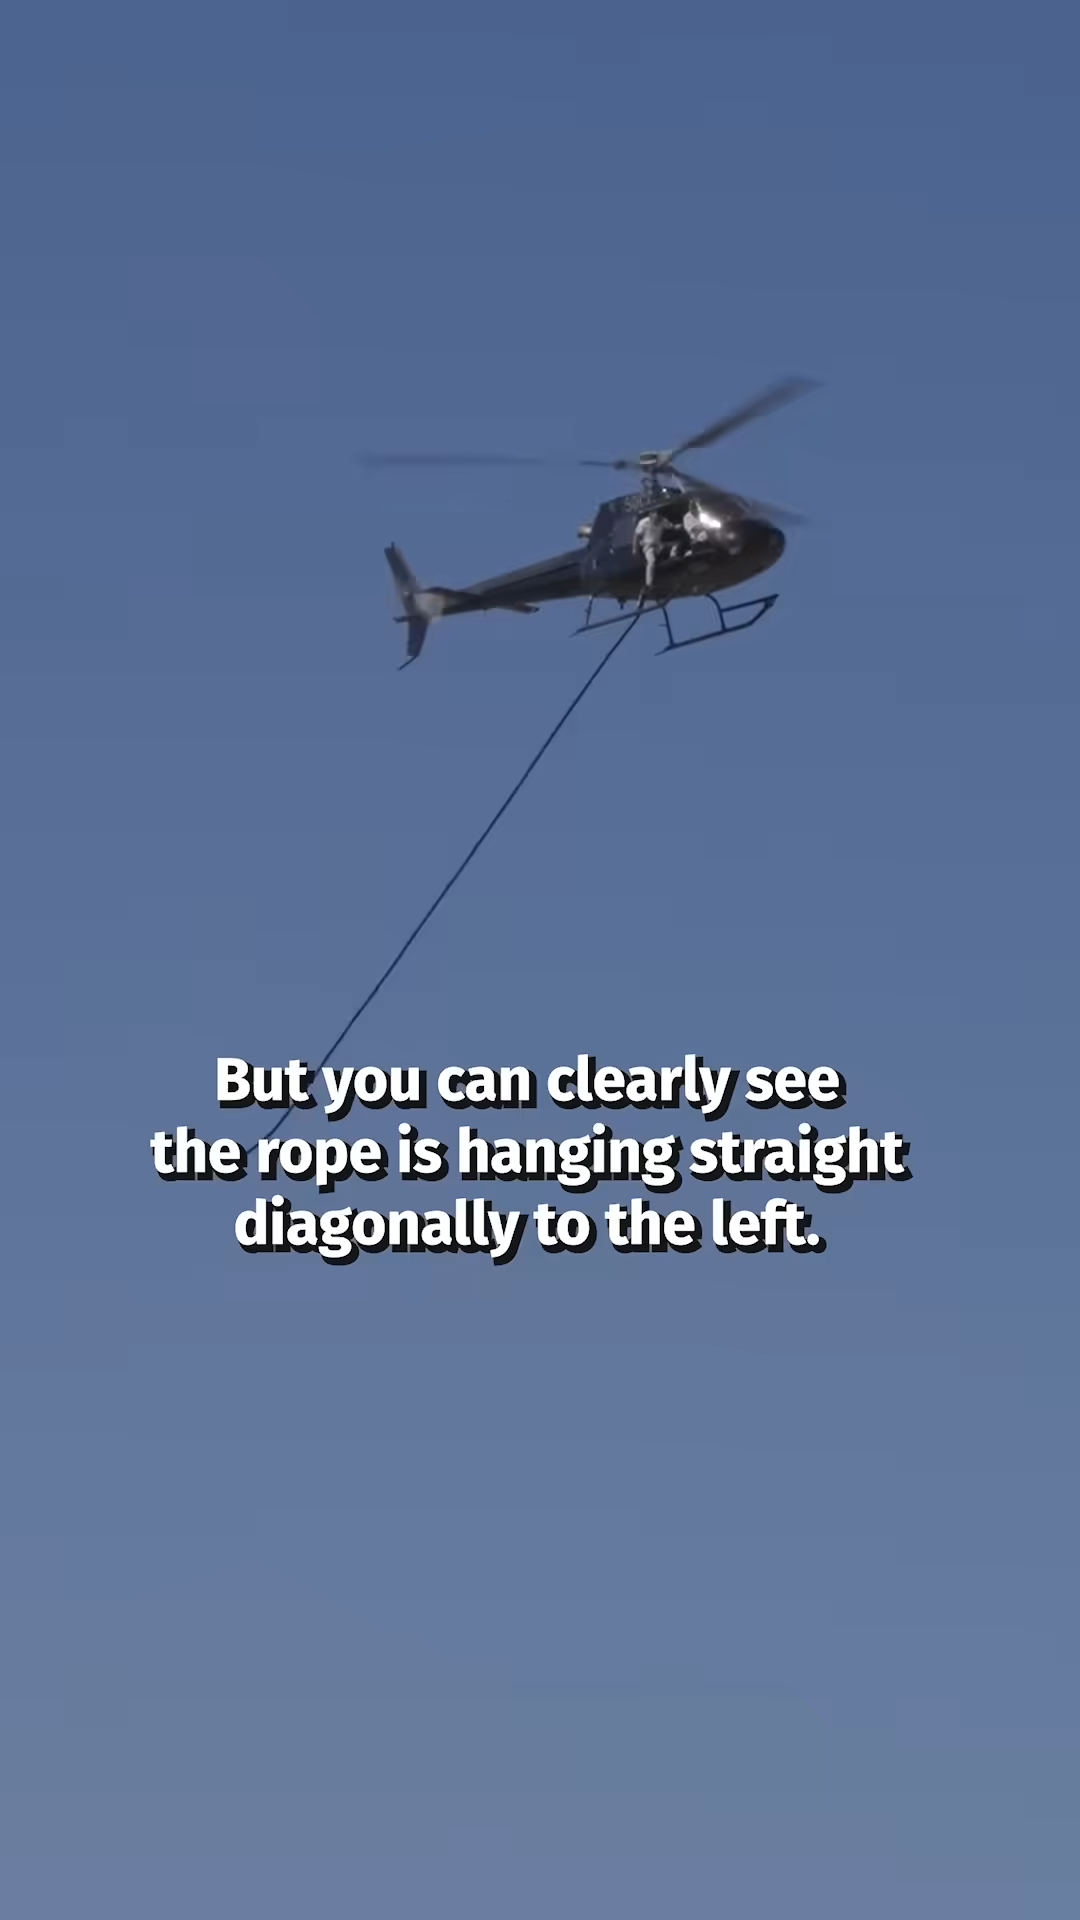 But you can clearly see
the rope is hanging straight
diagonally to the left.